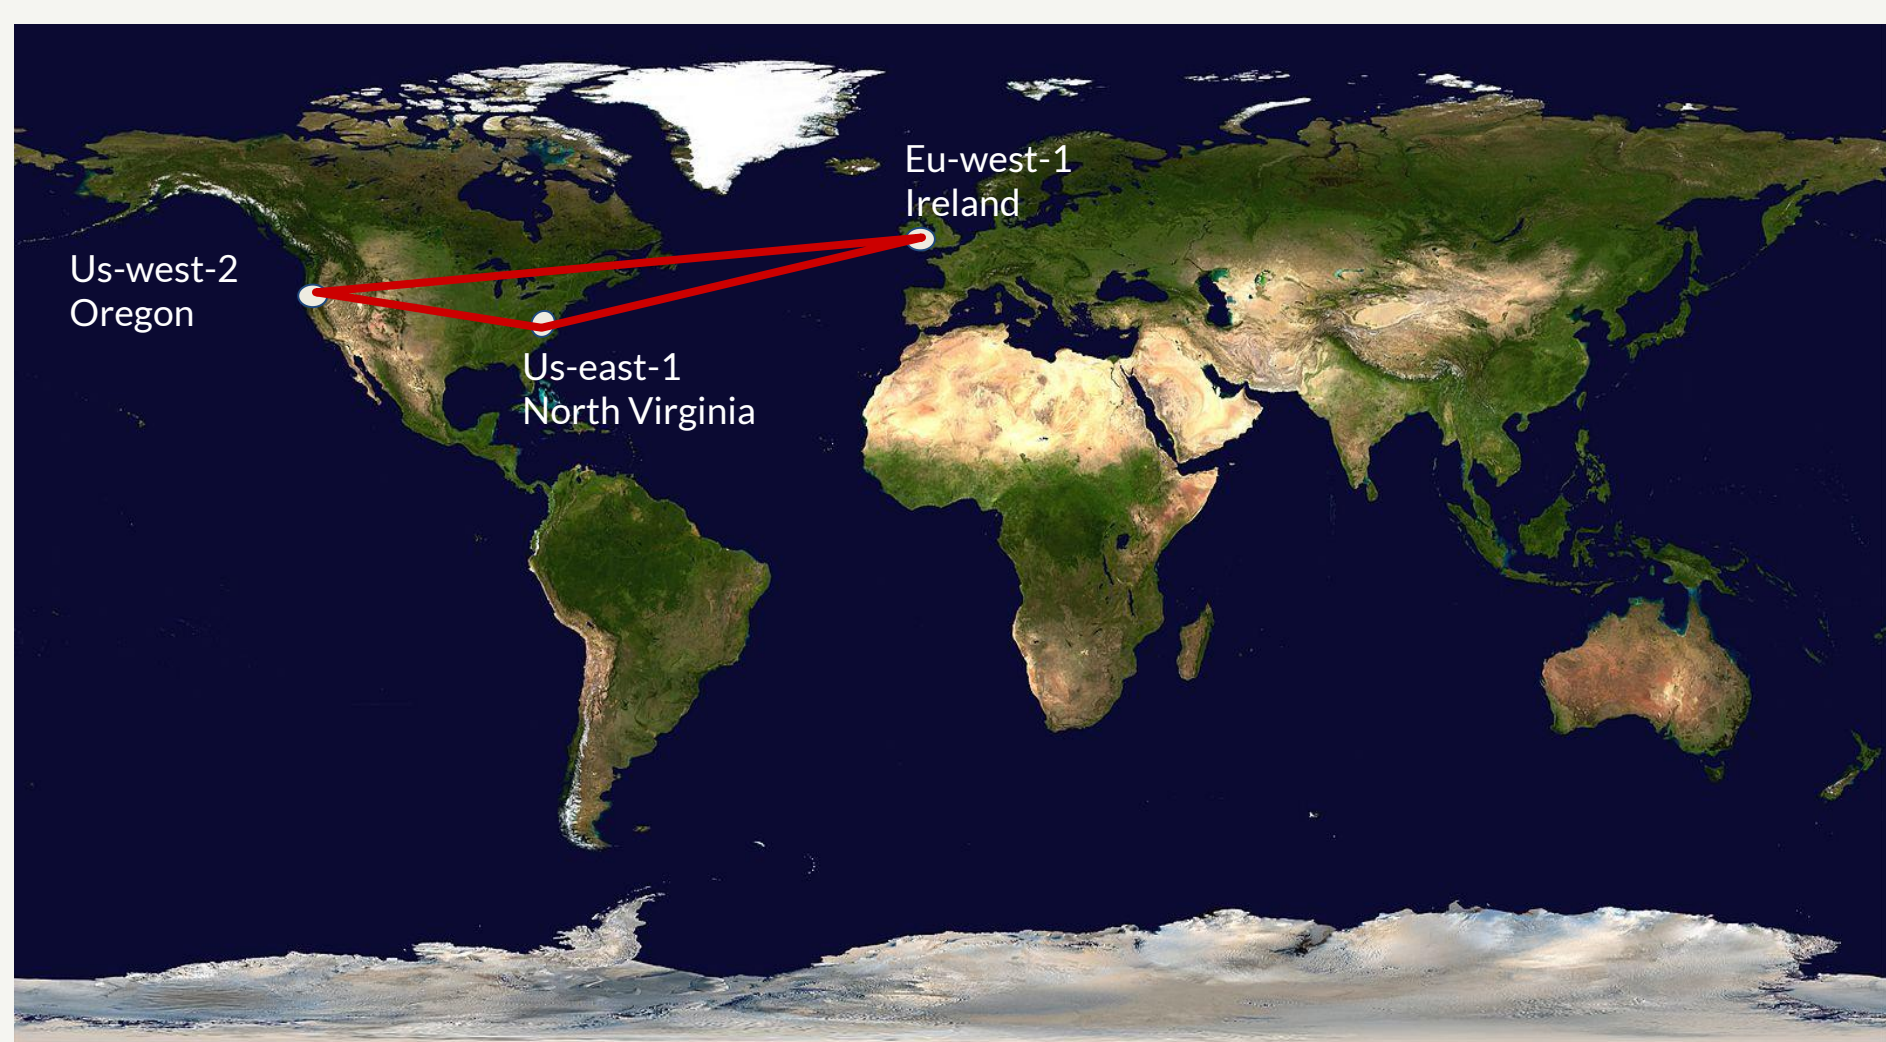 Eu-west-1
Ireland
Us-west-2
Oregon
Us-east-1
North Virginia